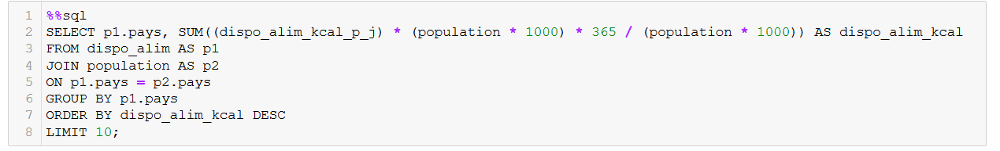 1 %%sql
2 SELECT p1.pays, SUM((dispo_alim_kcal_p_j) * (population * 1000) * 365 / (population * 1000)) AS dispo_alim_kcal
3 FROM dispo_alim AS p1
4 JOIN population AS p2
5 ON p1.pays = p2.pays
6 GROUP BY p1.pays
7 ORDER BY dispo_alim_kcal DESC
8 LIMIT 10;